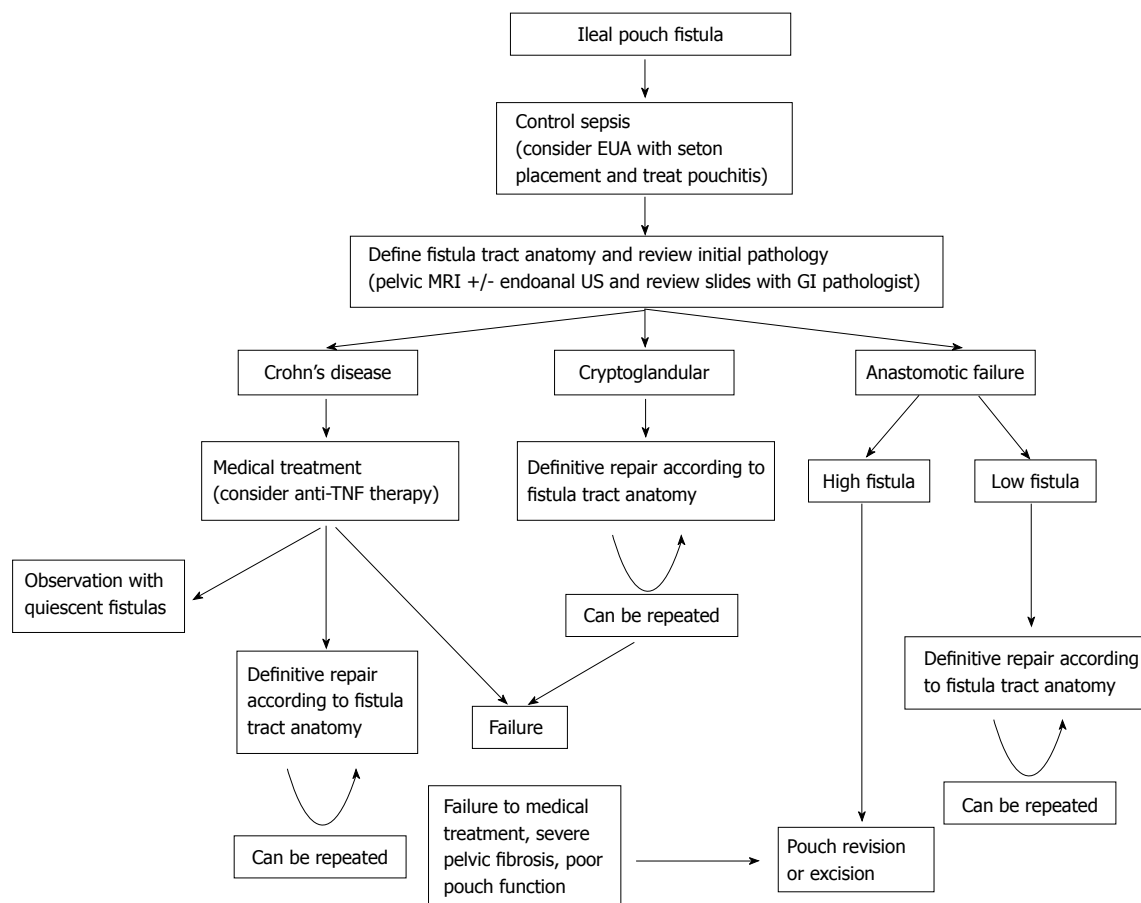 Ileal pouch fistula
Control sepsis
(consider EUA with seton
placement and treat pouchitis)
Define fistula tract anatomy and review initial pathology
(pelvic MRI +/- endoanal US and review slides with GI pathologist)
Crohn’s disease
Cryptoglandular
Anastomotic failure
Medical treatment
(consider anti-TNF therapy)
Definitive repair according to
fistula tract anatomy
High fistula
Low fistula
Observation with
quiescent fistulas
Can be repeated
Definitive repair
according to fistula
tract anatomy
Failure
Definitive repair according
to fistula tract anatomy
Can be repeated
Failure to medical
treatment, severe
pelvic fibrosis, poor
pouch function
Pouch revision
or excision
Can be repeated